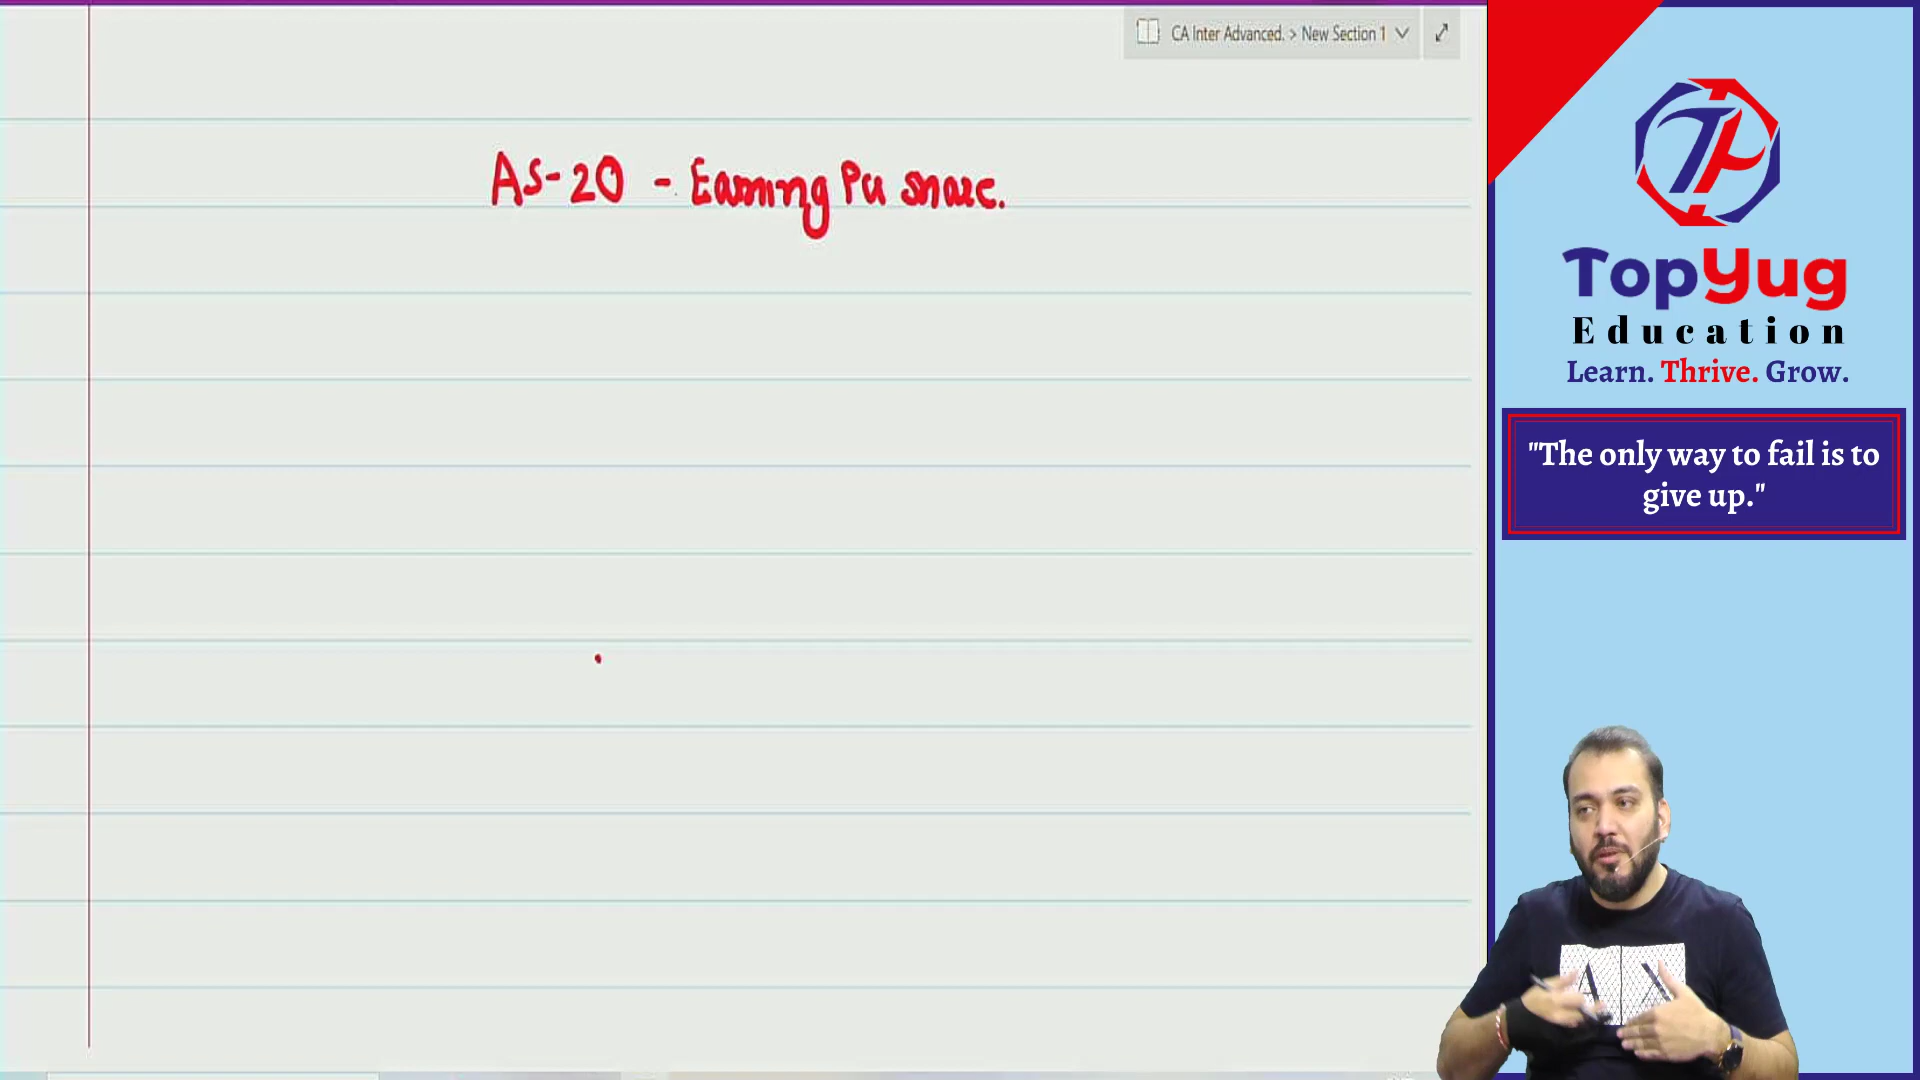 CA Inter Advanced. > New Section 1
AS-20 - Earning Per Share.
TopYug
Education
Learn. Thrive. Grow.
"The only way to fail is to
give up."
A X